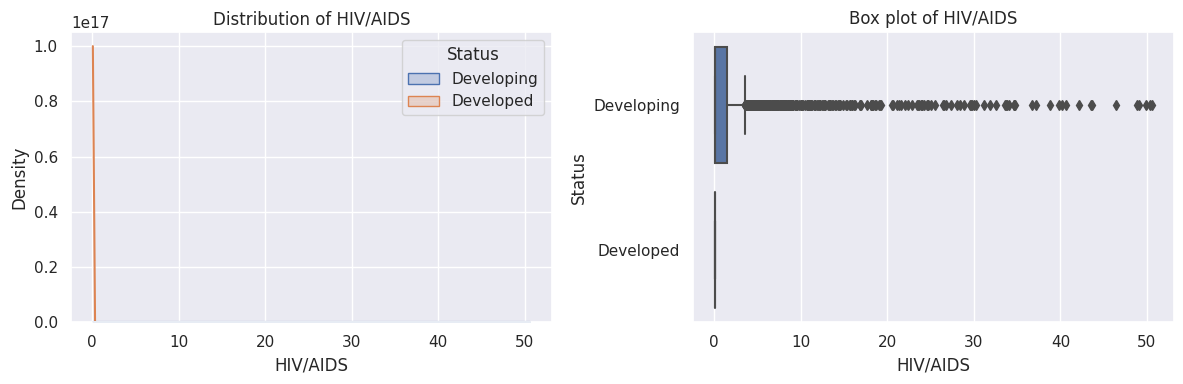 Distribution of HIV/AIDS
1e17
Density
1.0
0.8
0.6
0.4
0.2
0.0
Status
Developing
Developed
0 10 20 30 40 50
HIV/AIDS
Box plot of HIV/AIDS
Status
Developing
Developed
0 10 20 30 40 50
HIV/AIDS